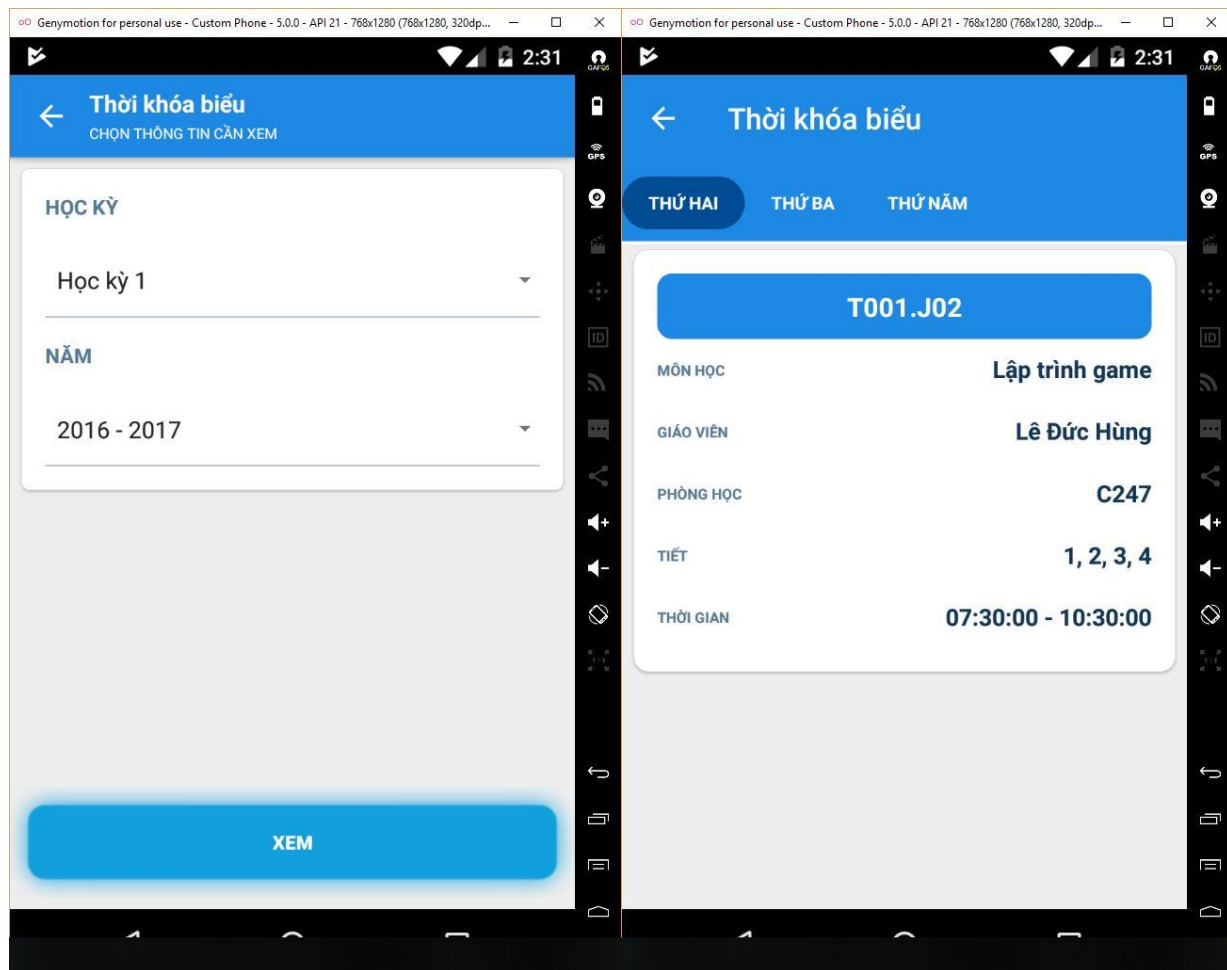 Genymotion for personal use - Custom Phone - 5.0.0 - API 21 - 768x1280 (768x1280, 320dp...
2:31
Thời khóa biểu
CHỌN THÔNG TIN CẦN XEM
HỌC KỲ
Học kỳ 1
NĂM
2016 - 2017
XEM
GPS
ID
1:1
Genymotion for personal use - Custom Phone - 5.0.0 - API 21 - 768x1280 (768x1280, 320dp...
2:31
Thời khóa biểu
THỨ HAI THỨ BA THỨ NĂM
T001.J02
MÔN HỌC Lập trình game
GIÁO VIÊN Lê Đức Hùng
PHÒNG HỌC C247
TIẾT 1, 2, 3, 4
THỜI GIAN 07:30:00 - 10:30:00
GPS
ID
1:1